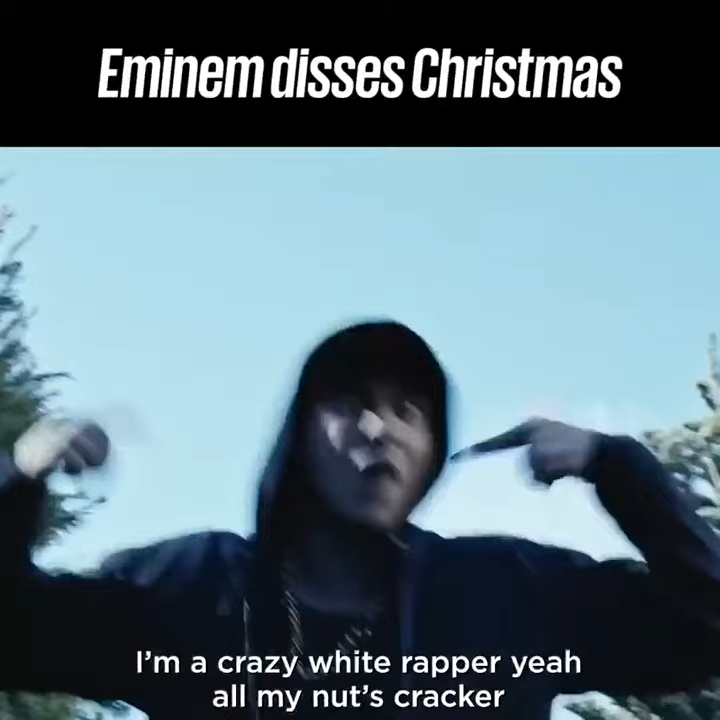 Eminem disses Christmas
I'm a crazy white rapper yeah
all my nut's cracker